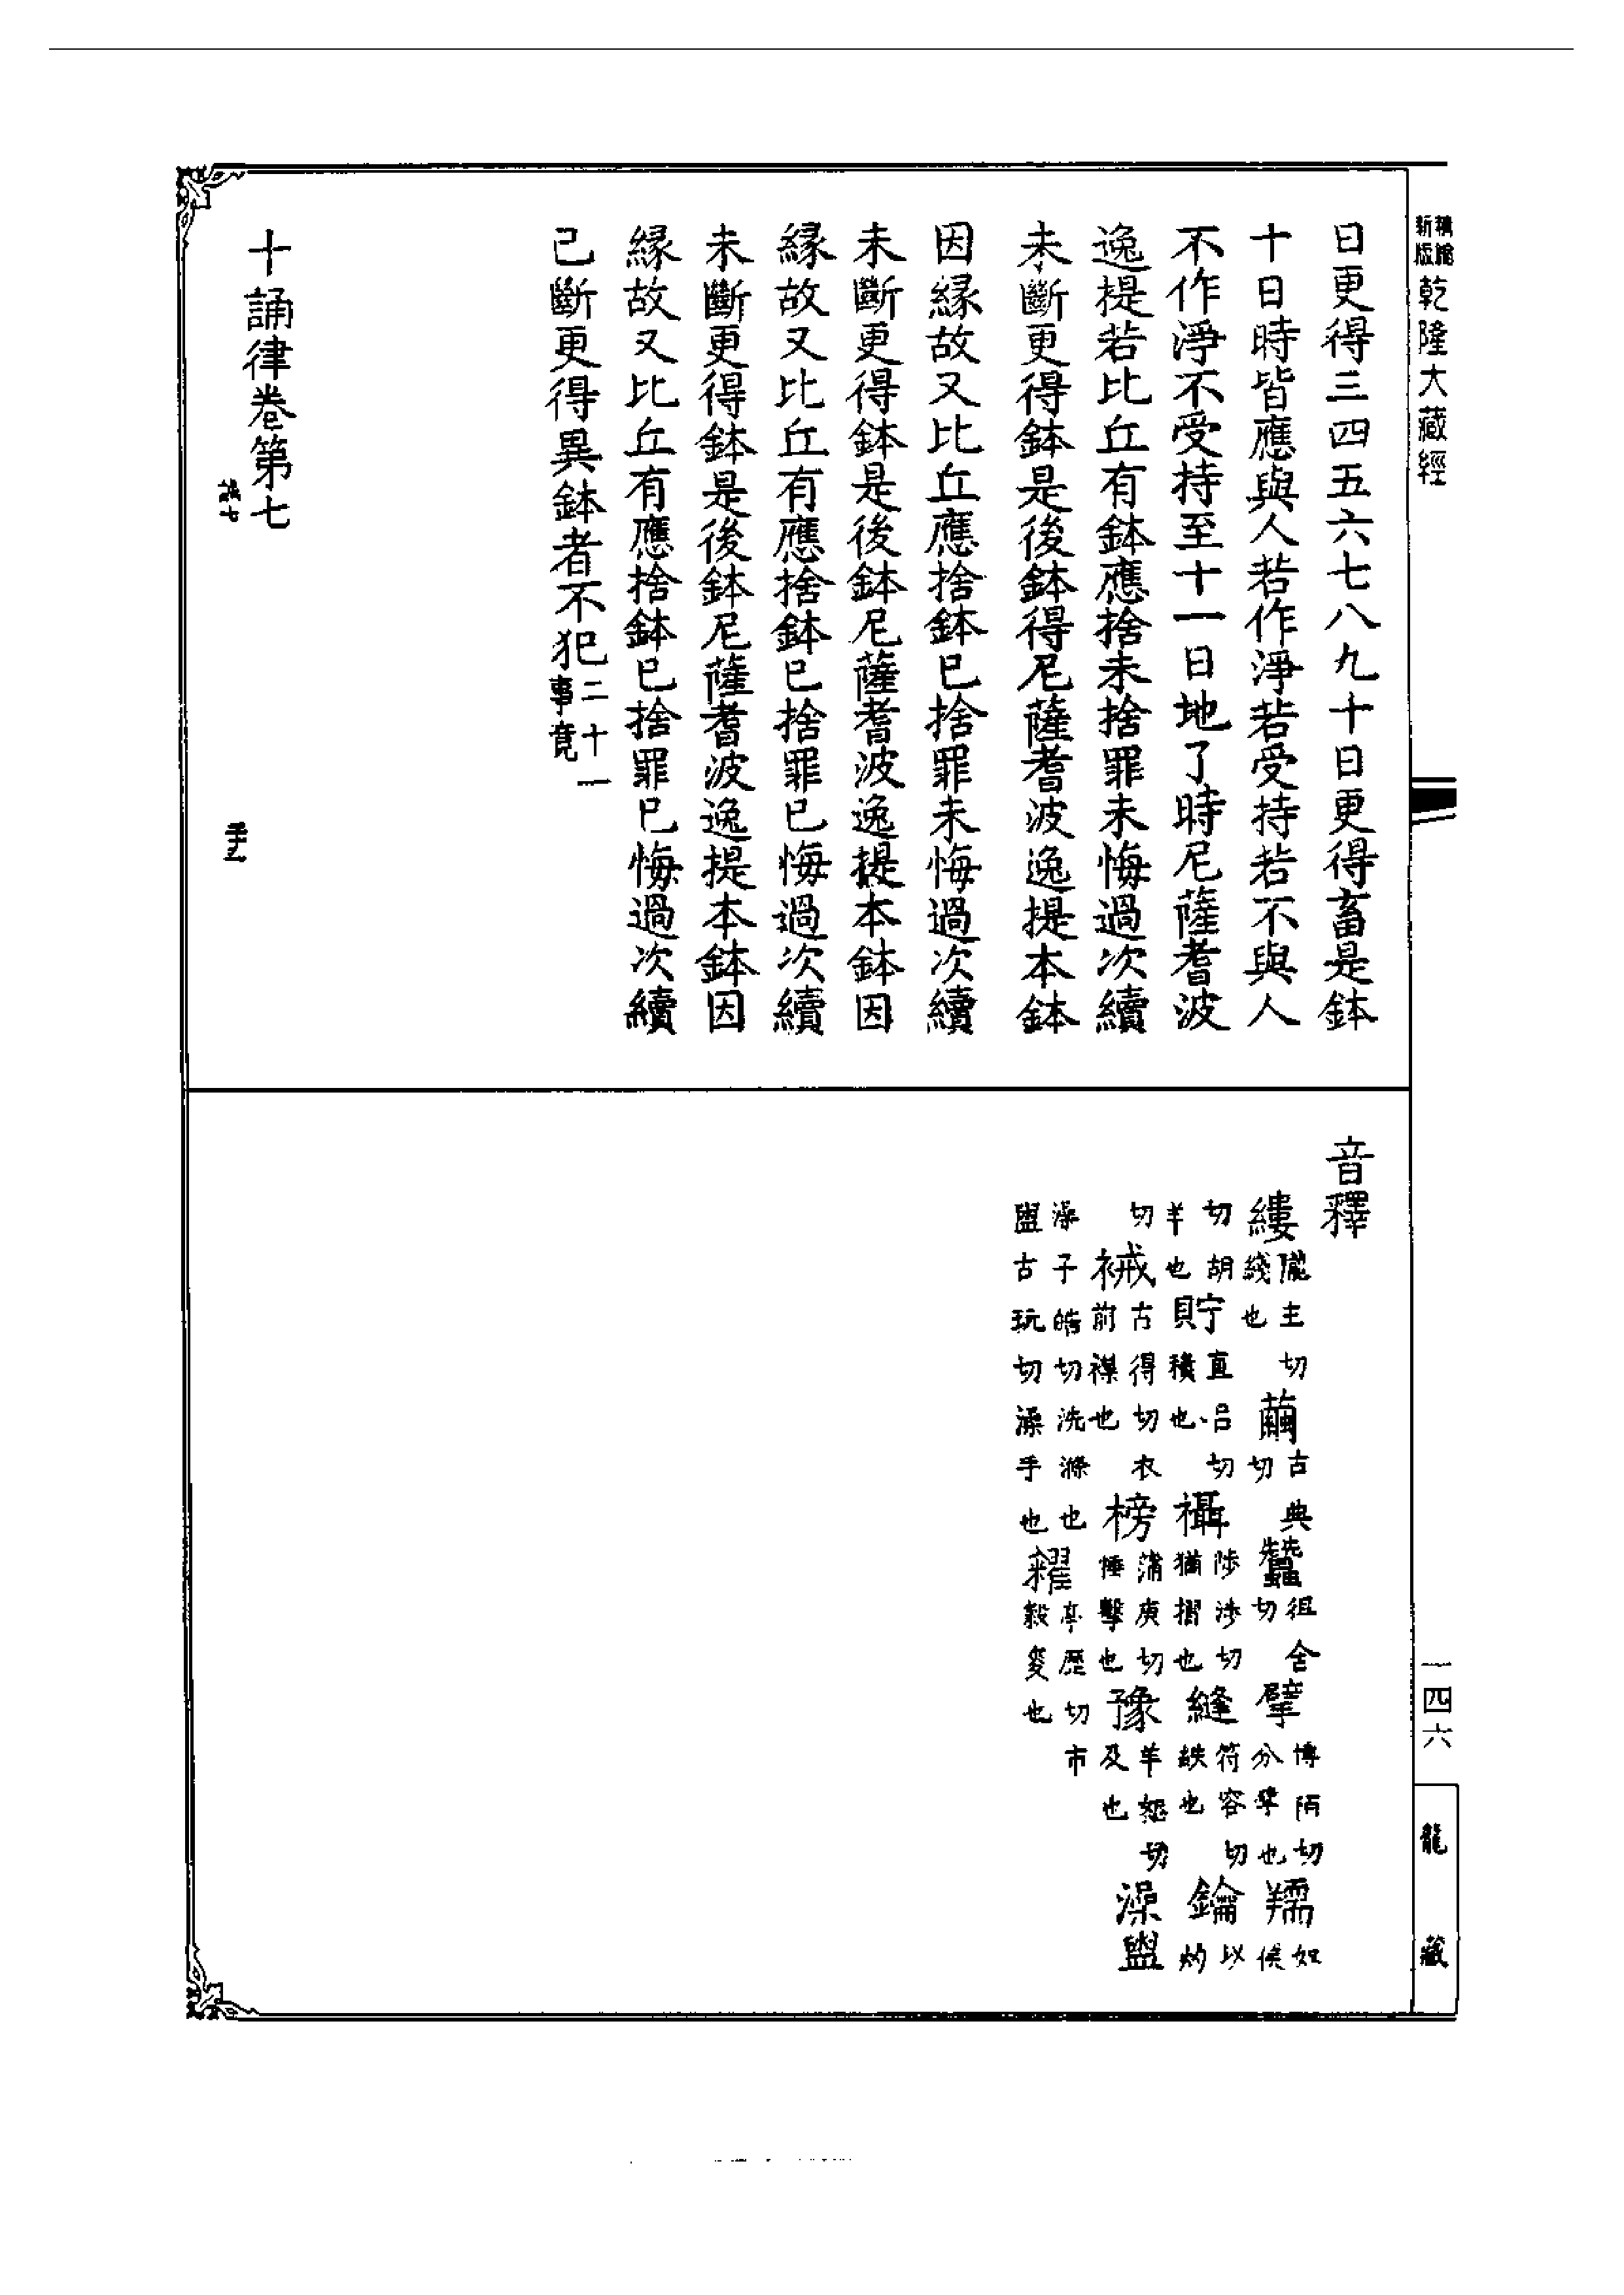 新版
乾隆大藏經
一四六
龍藏
日更得三四五六七八九十日更得畜是鉢
十日時皆應與人若作淨若受持若不與人
不作淨不受持至十一日地了時尼薩耆波
逸提若比丘有鉢應捨未捨罪未悔過次續
未斷更得鉢是後鉢得尼薩耆波逸提本鉢
因緣故又比丘應捨鉢已捨罪未悔過次續
未斷更得鉢是後鉢尼薩耆波逸提本鉢因
緣故又比丘有應捨鉢已捨罪已悔過次續
未斷更得鉢是後鉢尼薩耆波逸提本鉢因
緣故又比丘有應捨鉢已捨罪已悔過次續
已斷更得異鉢者不犯二十一事竟
十誦律卷第七
音釋
縷隴主切綫也 繭古典切 蠶徂含切 擘博陌切分擘也 羺如侯
切胡羊也 貯直呂切積也 襵陟涉切猶摺也 縫符容切紩也 鑰以灼
切 裓古得切衣前襟也 榜蒲庚切捶擊也 豫羊恕切及也 澡盥
澡子皓切洗滌也盥古玩切澡手也 糴亭歷切市穀麥也